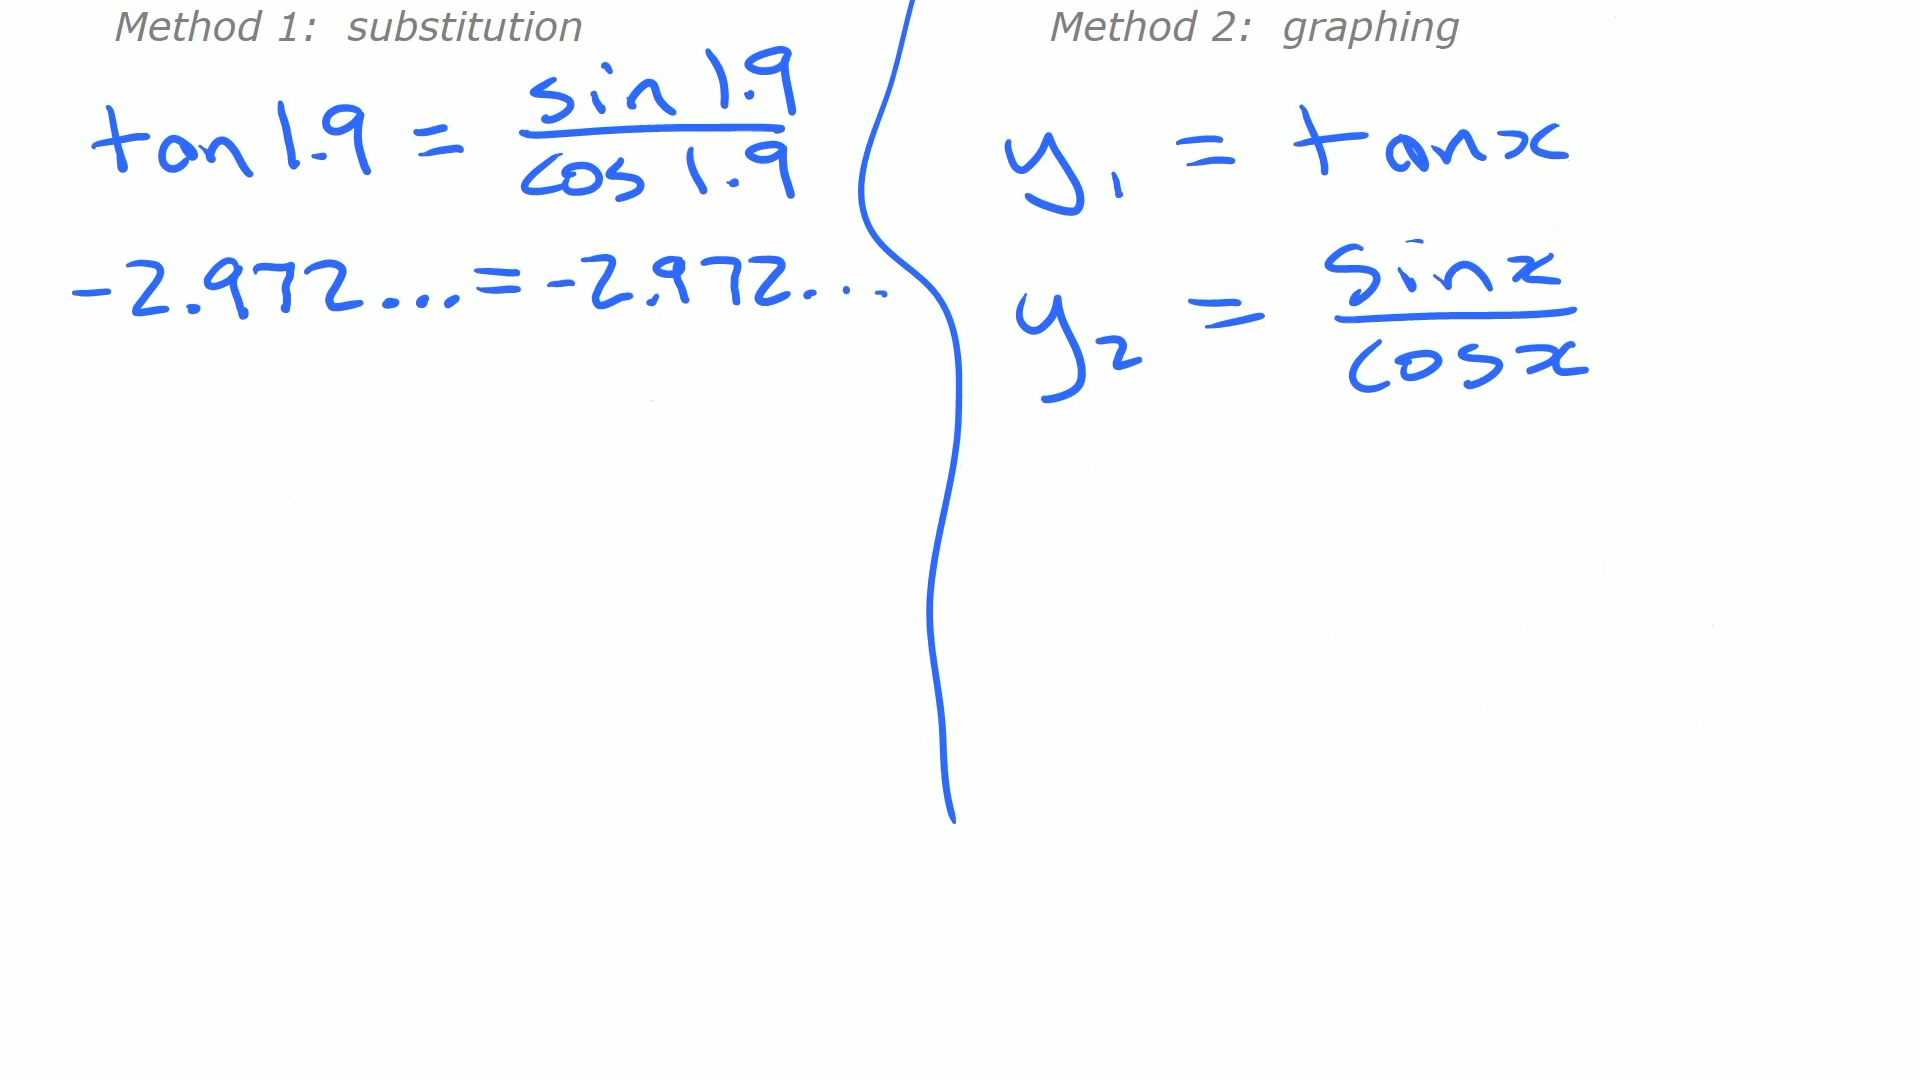 Method 1: substitution
tan 1.9 = sin 1.9 / cos 1.9
-2.972... = -2.972...
Method 2: graphing
y₁ = tan x
y₂ = sin x / cos x